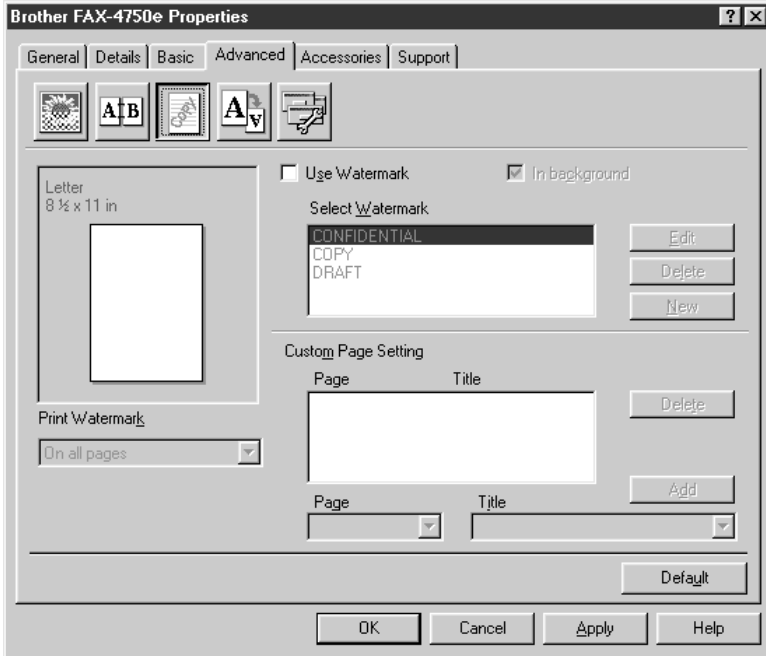 Brother FAX-4750e Properties
General Details Basic Advanced Accessories Support
A B COPY A A
Letter
8 ½ x 11 in
Use Watermark In background
Select Watermark
CONFIDENTIAL
COPY
DRAFT
Edit
Delete
New
Custom Page Setting
Page Title
Delete
Print Watermark
On all pages
Add
Page Title
Default
OK Cancel Apply Help